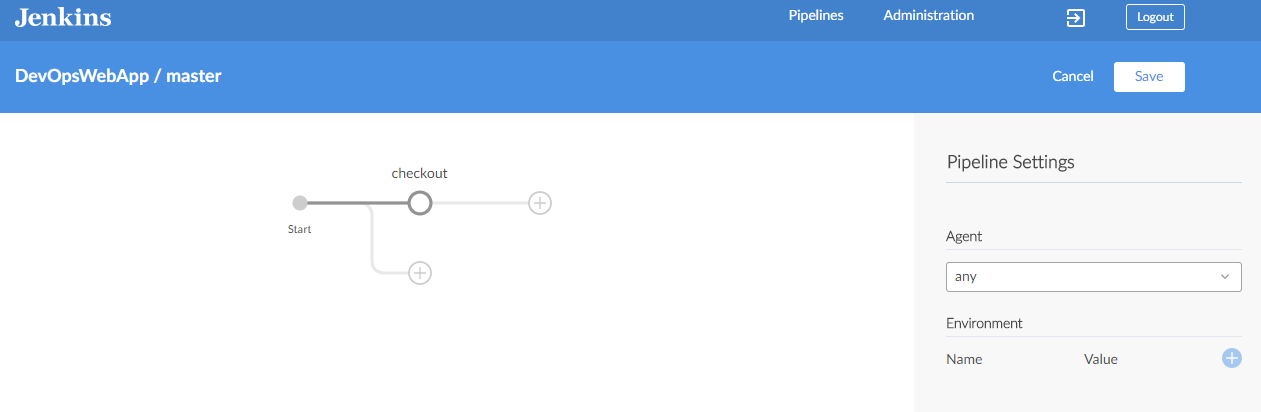 Jenkins
Pipelines Administration Logout
DevOpsWebApp / master
Cancel Save
checkout
Start
Pipeline Settings
Agent
any
Environment
Name Value